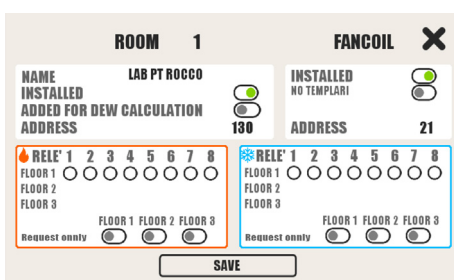 ROOM 1
FANCOIL
NAME LAB PT ROCCO
INSTALLED
ADDED FOR DEW CALCULATION
ADDRESS 130
INSTALLED
NO TEMPLARI
ADDRESS 21
RELE' 1 2 3 4 5 6 7 8
FLOOR 1
FLOOR 2
FLOOR 3
FLOOR 1 FLOOR 2 FLOOR 3
Request onnly
RELE' 1 2 3 4 5 6 7 8
FLOOR 1
FLOOR 2
FLOOR 3
FLOOR 1 FLOOR 2 FLOOR 3
Request onnly
SAVE